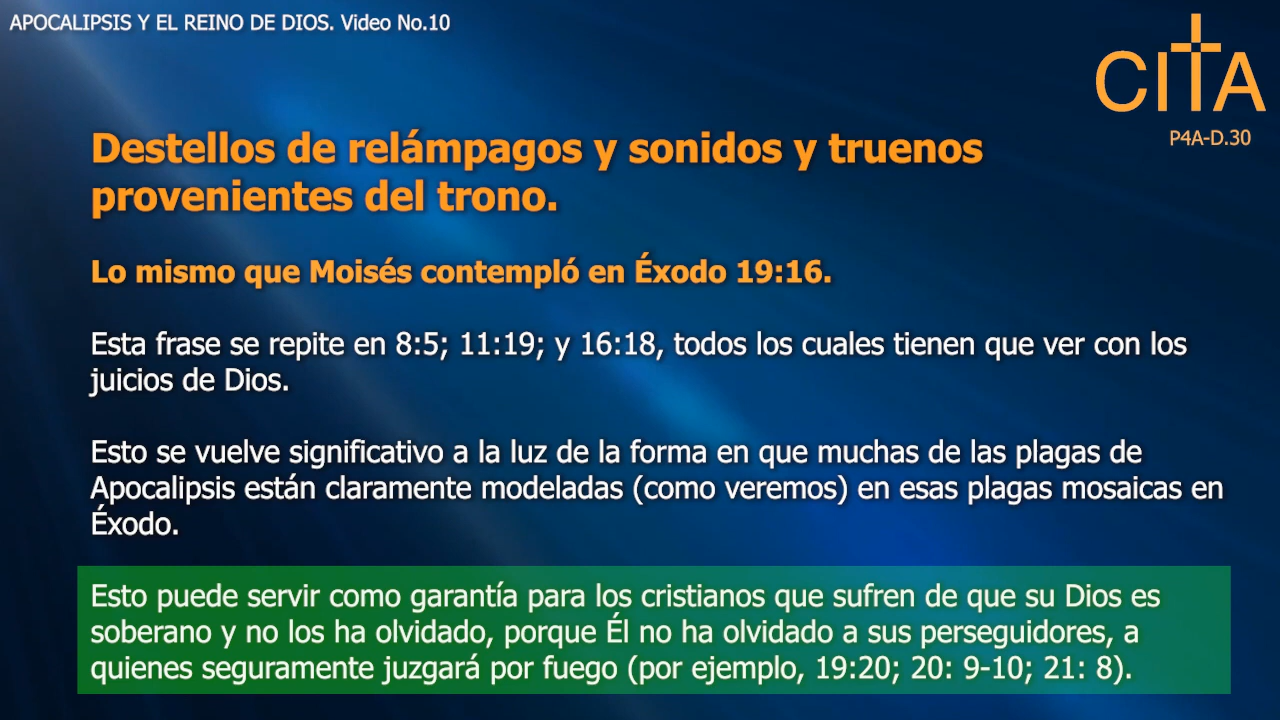 APOCALIPSIS Y EL REINO DE DIOS. Video No.10
CITA
P4A-D.30
Destellos de relámpagos y sonidos y truenos
provenientes del trono.
Lo mismo que Moisés contempló en Éxodo 19:16.
Esta frase se repite en 8:5; 11:19; y 16:18, todos los cuales tienen que ver con los
juicios de Dios.
Esto se vuelve significativo a la luz de la forma en que muchas de las plagas de
Apocalipsis están claramente modeladas (como veremos) en esas plagas mosaicas en
Éxodo.
Esto puede servir como garantía para los cristianos que sufren de que su Dios es
soberano y no los ha olvidado, porque Él no ha olvidado a sus perseguidores, a
quienes seguramente juzgará por fuego (por ejemplo, 19:20; 20: 9-10; 21: 8).